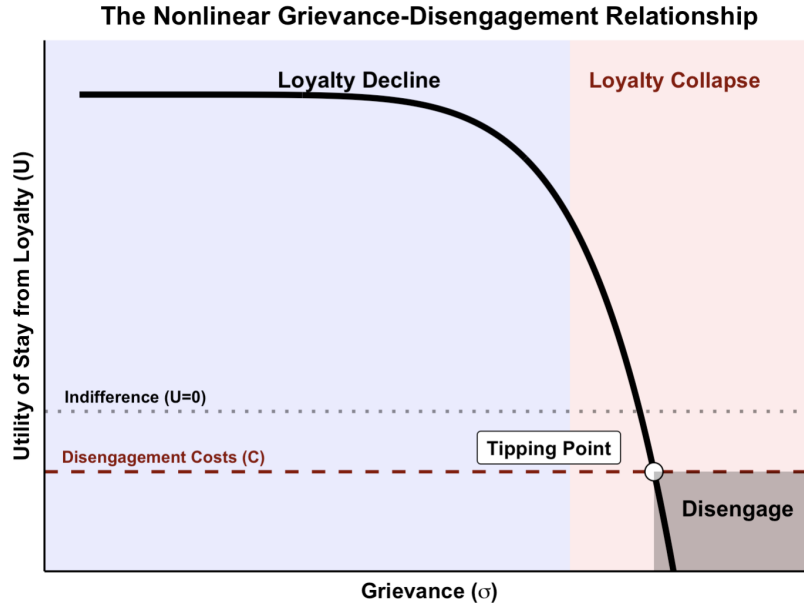 The Nonlinear Grievance-Disengagement Relationship
Loyalty Decline
Loyalty Collapse
Utility of Stay from Loyalty (U)
Indifference (U=0)
Disengagement Costs (C)
Tipping Point
Disengage
Grievance (σ)